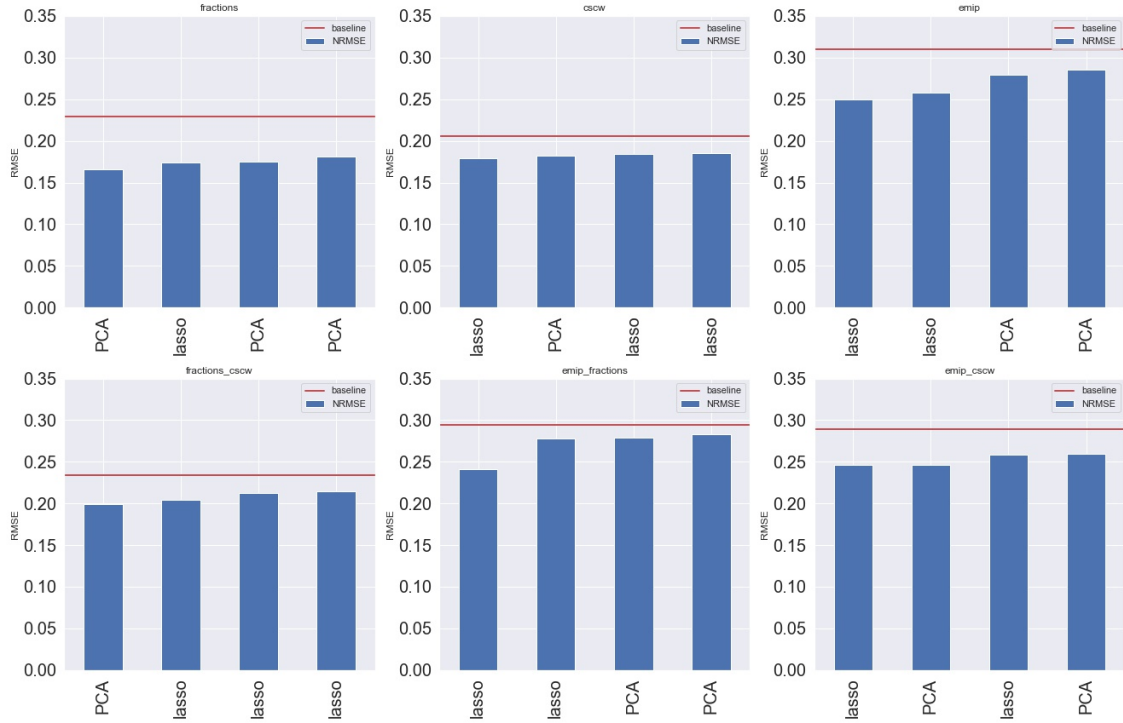 fractions
0.35
0.30
0.25
0.20
0.15
0.10
0.05
0.00
RMSE
baseline
NRMSE
PCA
lasso
PCA
PCA
cscw
0.35
0.30
0.25
0.20
0.15
0.10
0.05
0.00
RMSE
baseline
NRMSE
lasso
PCA
lasso
lasso
emip
0.35
0.30
0.25
0.20
0.15
0.10
0.05
0.00
RMSE
baseline
NRMSE
lasso
lasso
PCA
PCA
fractions_cscw
0.35
0.30
0.25
0.20
0.15
0.10
0.05
0.00
RMSE
baseline
NRMSE
PCA
lasso
lasso
lasso
emip_fractions
0.35
0.30
0.25
0.20
0.15
0.10
0.05
0.00
RMSE
baseline
NRMSE
lasso
lasso
PCA
PCA
emip_cscw
0.35
0.30
0.25
0.20
0.15
0.10
0.05
0.00
RMSE
baseline
NRMSE
lasso
PCA
lasso
PCA